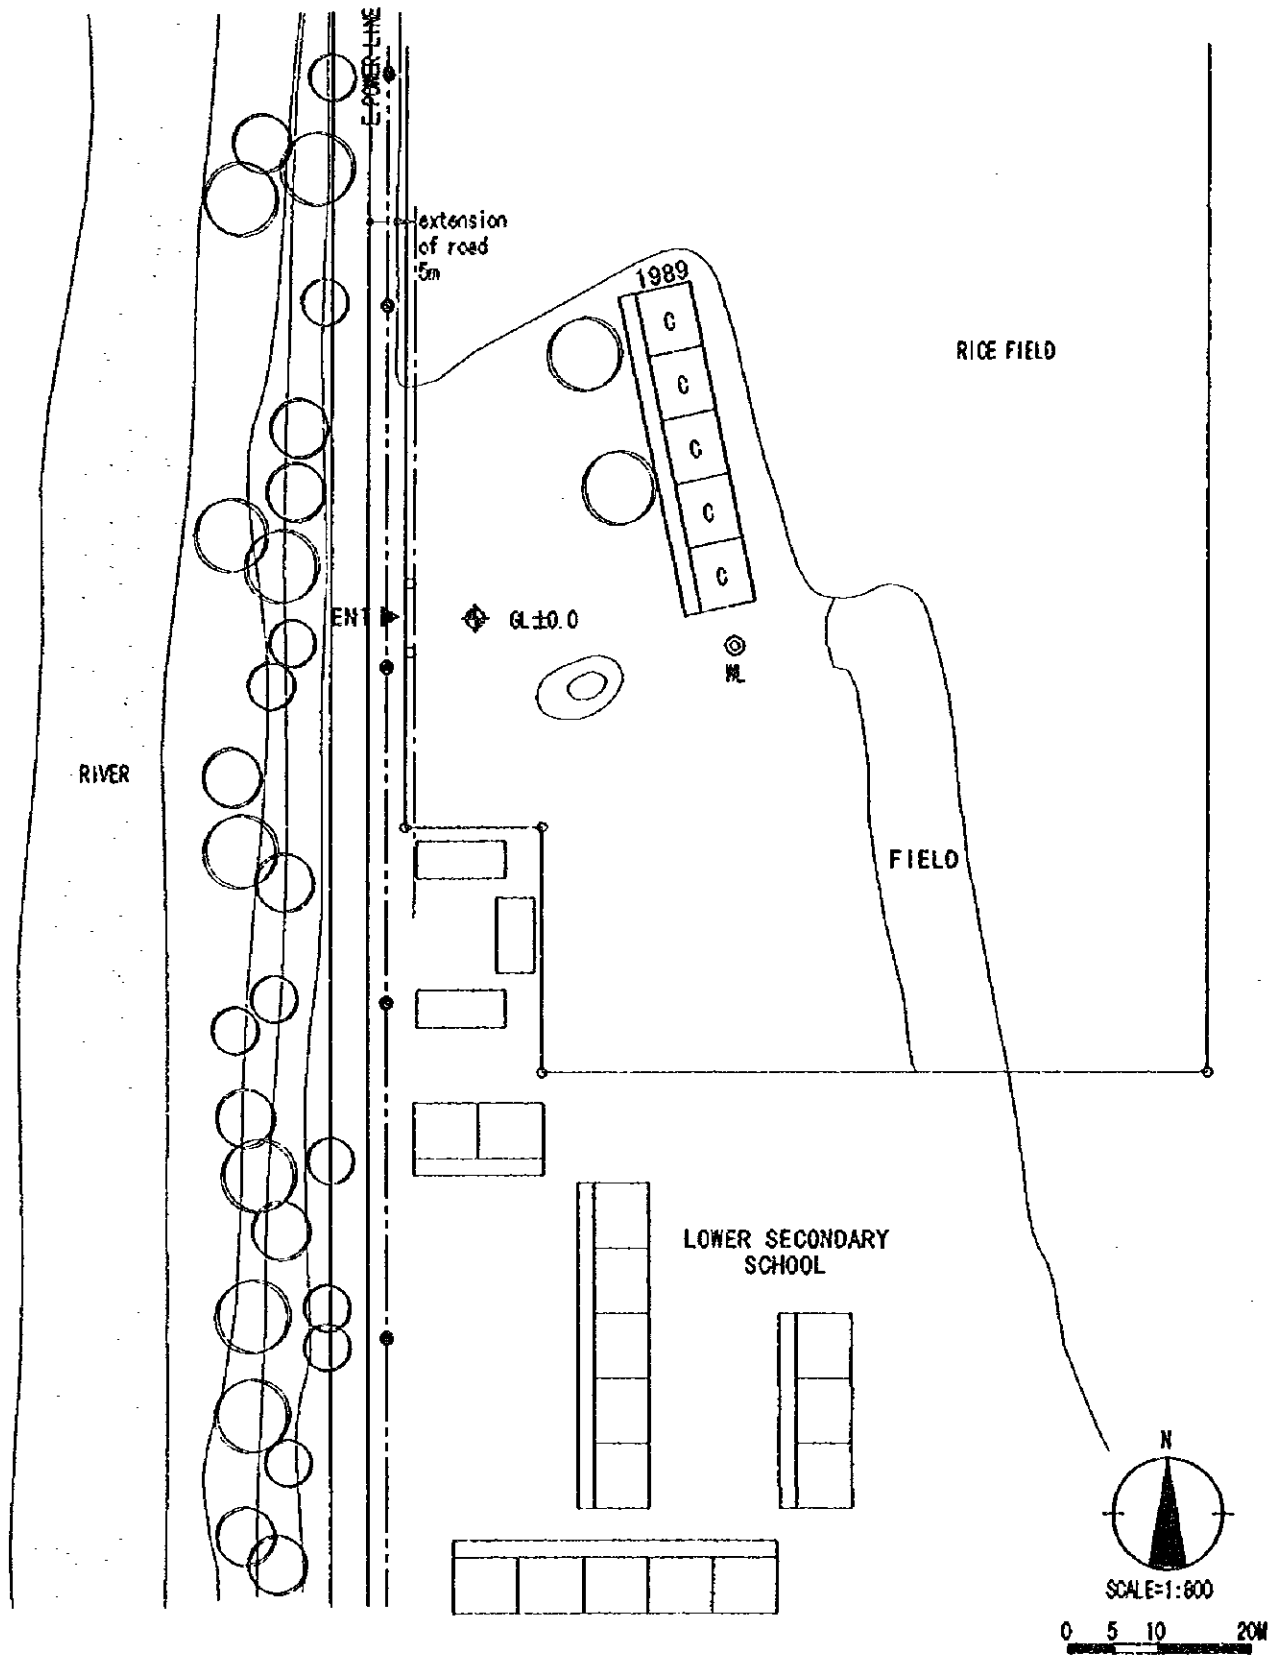 E.POWER LINE
extension
of road
5m
1989
C
C
C
C
C
RICE FIELD
ENT
GL±0.0
WL
RIVER
FIELD
LOWER SECONDARY
SCHOOL
N
SCALE=1:800
0 5 10 20M